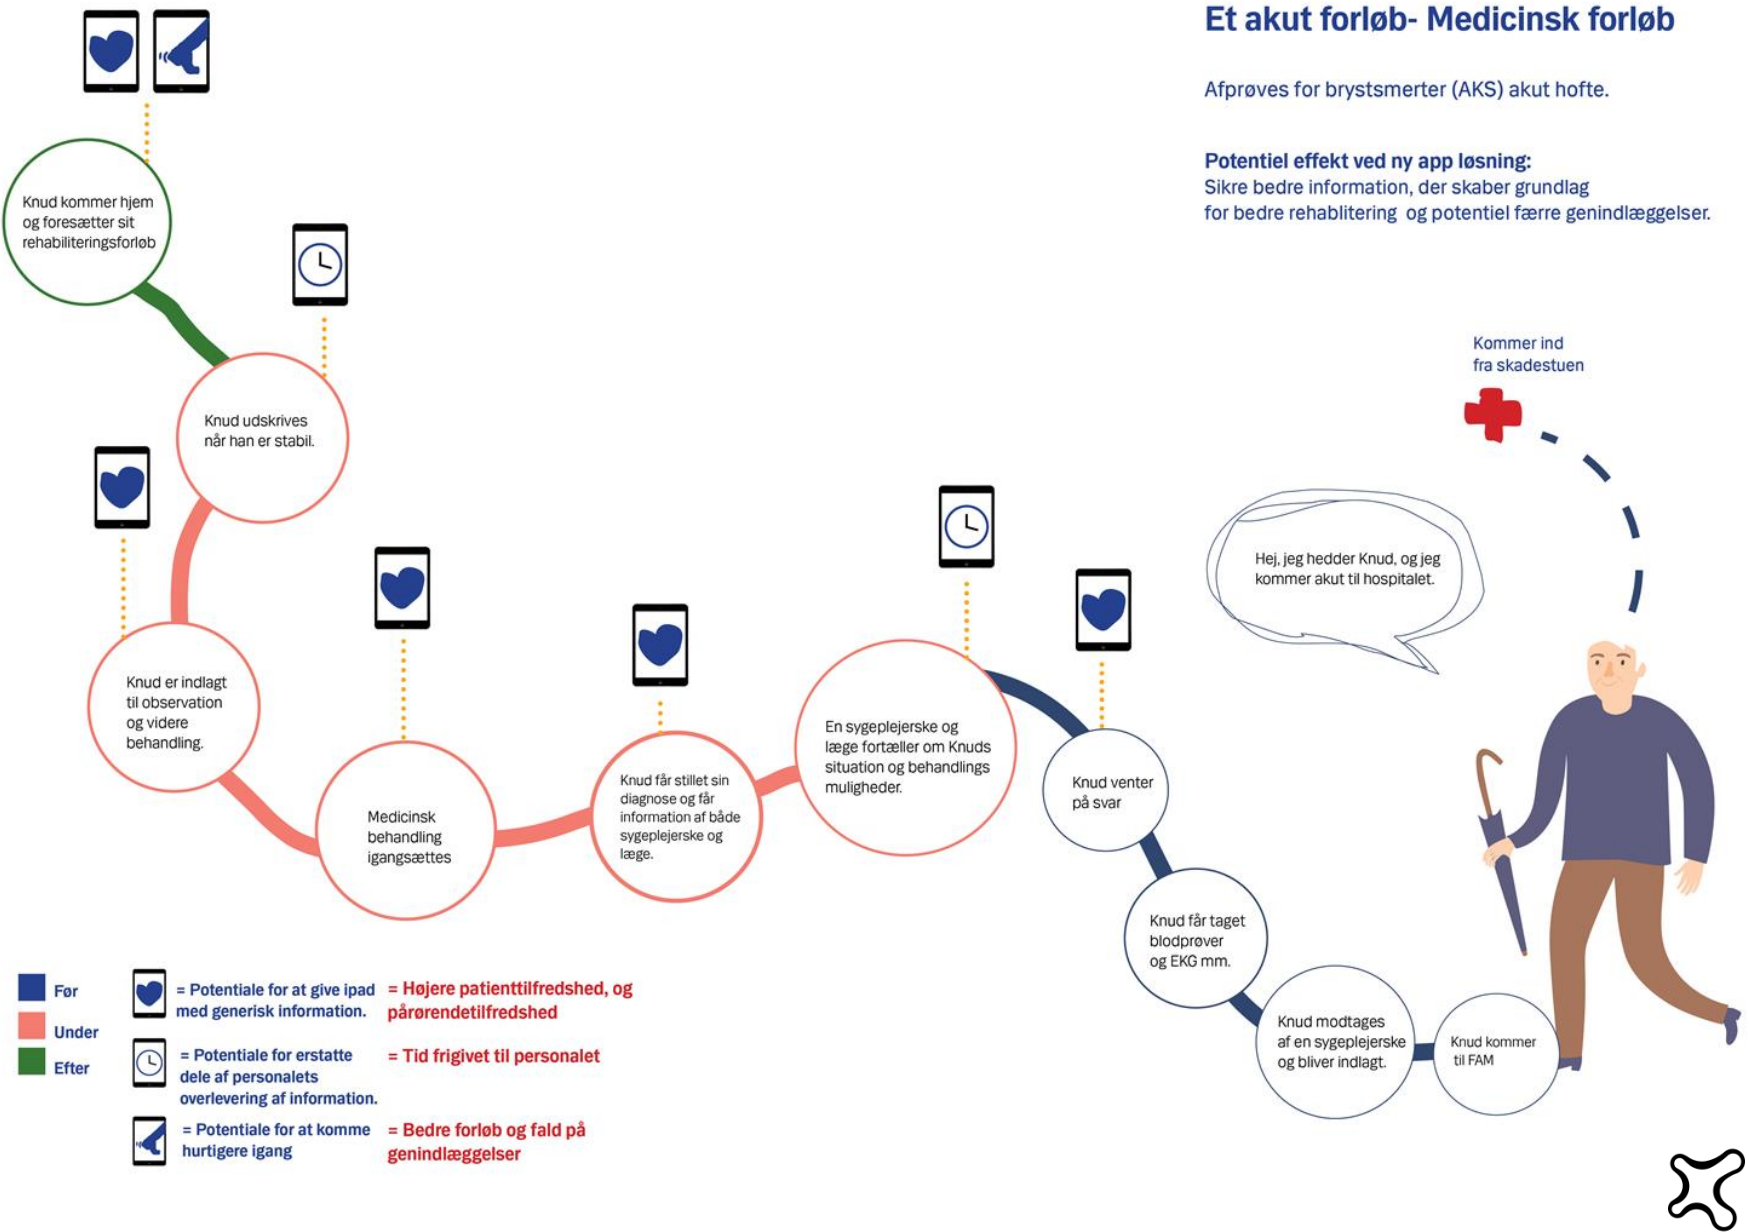 Et akut forløb- Medicinsk forløb
Afprøves for brystsmerter (AKS) akut hofte.
Potentiel effekt ved ny app løsning:
Sikre bedre information, der skaber grundlag
for bedre rehablitering og potentiel færre genindlæggelser.
Kommer ind
fra skadestuen
Hej, jeg hedder Knud, og jeg
kommer akut til hospitalet.
Knud kommer
til FAM
Knud modtages
af en sygeplejerske
og bliver indlagt.
Knud får taget
blodprøver
og EKG mm.
Knud venter
på svar
En sygeplejerske og
læge fortæller om Knuds
situation og behandlings
muligheder.
Knud får stillet sin
diagnose og får
information af både
sygeplejerske og
læge.
Medicinsk
behandling
igangsættes
Knud er indlagt
til observation
og videre
behandling.
Knud udskrives
når han er stabil.
Knud kommer hjem
og foresætter sit
rehabiliteringsforløb
Før
Under
Efter
= Potentiale for at give ipad
med generisk information.
= Højere patienttilfredshed, og
pårørendetilfredshed
= Potentiale for erstatte
dele af personalets
overlevering af information.
= Tid frigivet til personalet
= Potentiale for at komme
hurtigere igang
= Bedre forløb og fald på
genindlæggelser